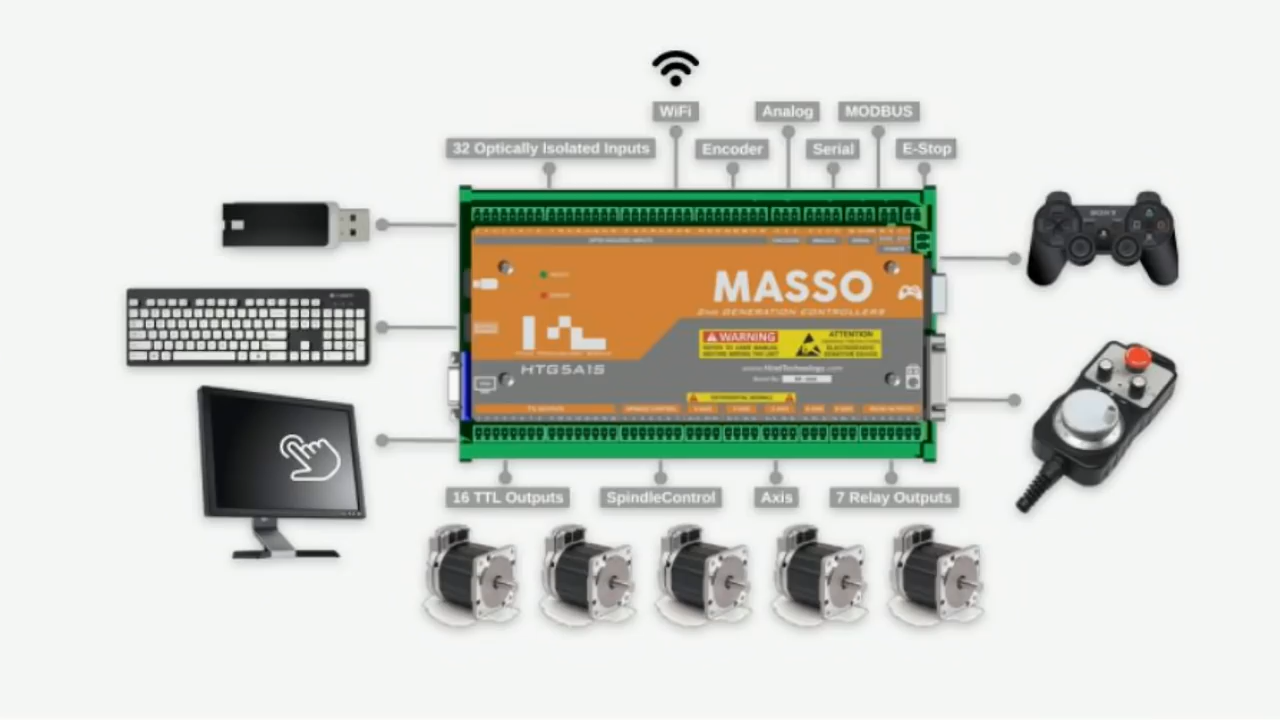 WiFi
Analog
MODBUS
32 Optically Isolated Inputs
Encoder
Serial
E-Stop
SONY
MASSO
2nd GENERATION CONTROLLERS
WARNING
ATTENTION
HTG5A1S
16 TTL Outputs
SpindleControl
Axis
7 Relay Outputs